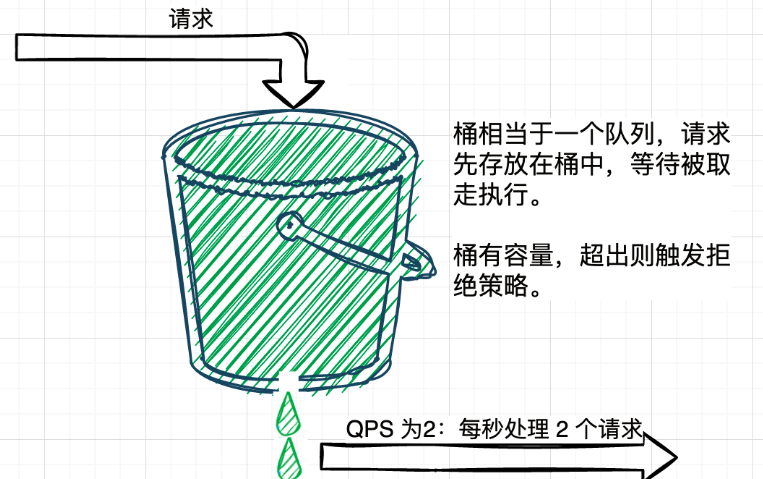 请求
桶相当于一个队列，请求
先存放在桶中，等待被取
走执行。
桶有容量，超出则触发拒
绝策略。
QPS 为2：每秒处理 2 个请求